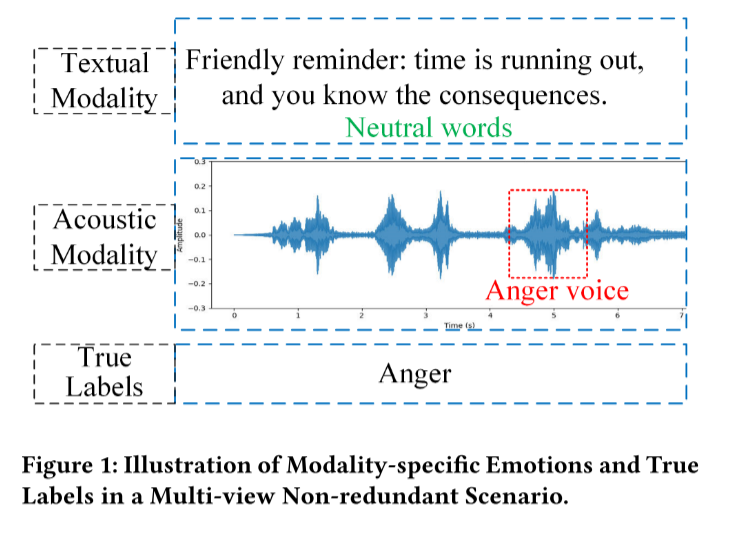 Textual
Modality
Friendly reminder: time is running out,
and you know the consequences.
Neutral words
Acoustic
Modality
Amplitude
0.3
0.2
0.1
0.0
−0.1
−0.2
−0.3
Anger voice
0 1 2 3 4 5 6 7
Time (s)
True
Labels
Anger
Figure 1: Illustration of Modality-specific Emotions and True
Labels in a Multi-view Non-redundant Scenario.